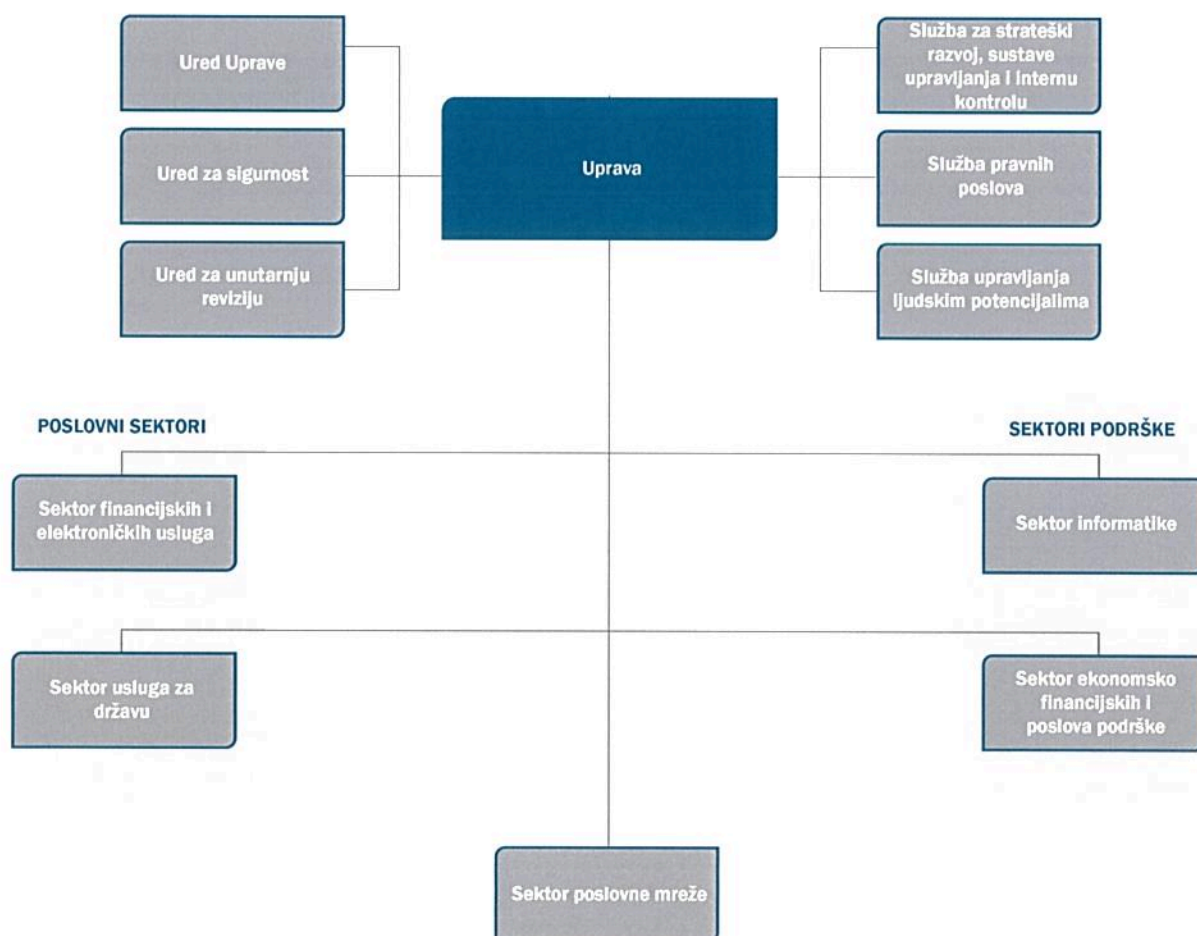 Ured Uprave
Služba za strateški
razvoj, sustave
upravljanja i internu
kontrolu
Uprava
Ured za sigurnost
Služba pravnih
poslova
Ured za unutarnju
reviziju
Služba upravljanja
ljudskim potencijalima
POSLOVNI SEKTORI
SEKTORI PODRŠKE
Sektor financijskih i
elektroničkih usluga
Sektor informatike
Sektor usluga za
državu
Sektor ekonomsko
financijskih i
poslova podrške
Sektor poslovne mreže